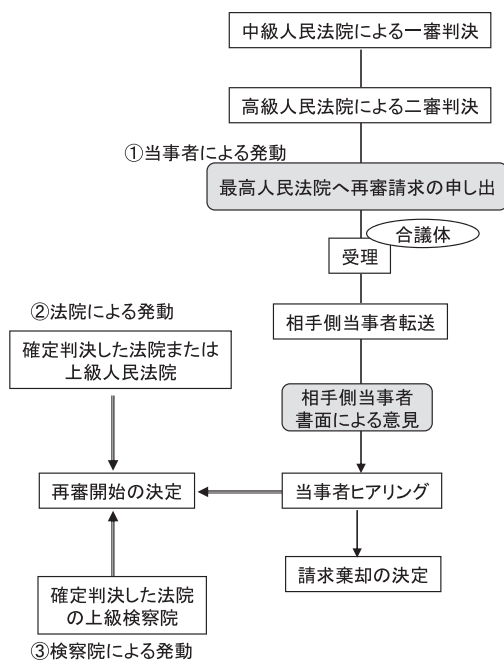 中級人民法院による一審判決
高級人民法院による二審判決
①当事者による発動
最高人民法院へ再審請求の申し出
合議体
受理
相手側当事者転送
②法院による発動
確定判決した法院または
上級人民法院
相手側当事者
書面による意見
再審開始の決定
当事者ヒアリング
請求棄却の決定
確定判決した法院
の上級検察院
③検察院による発動